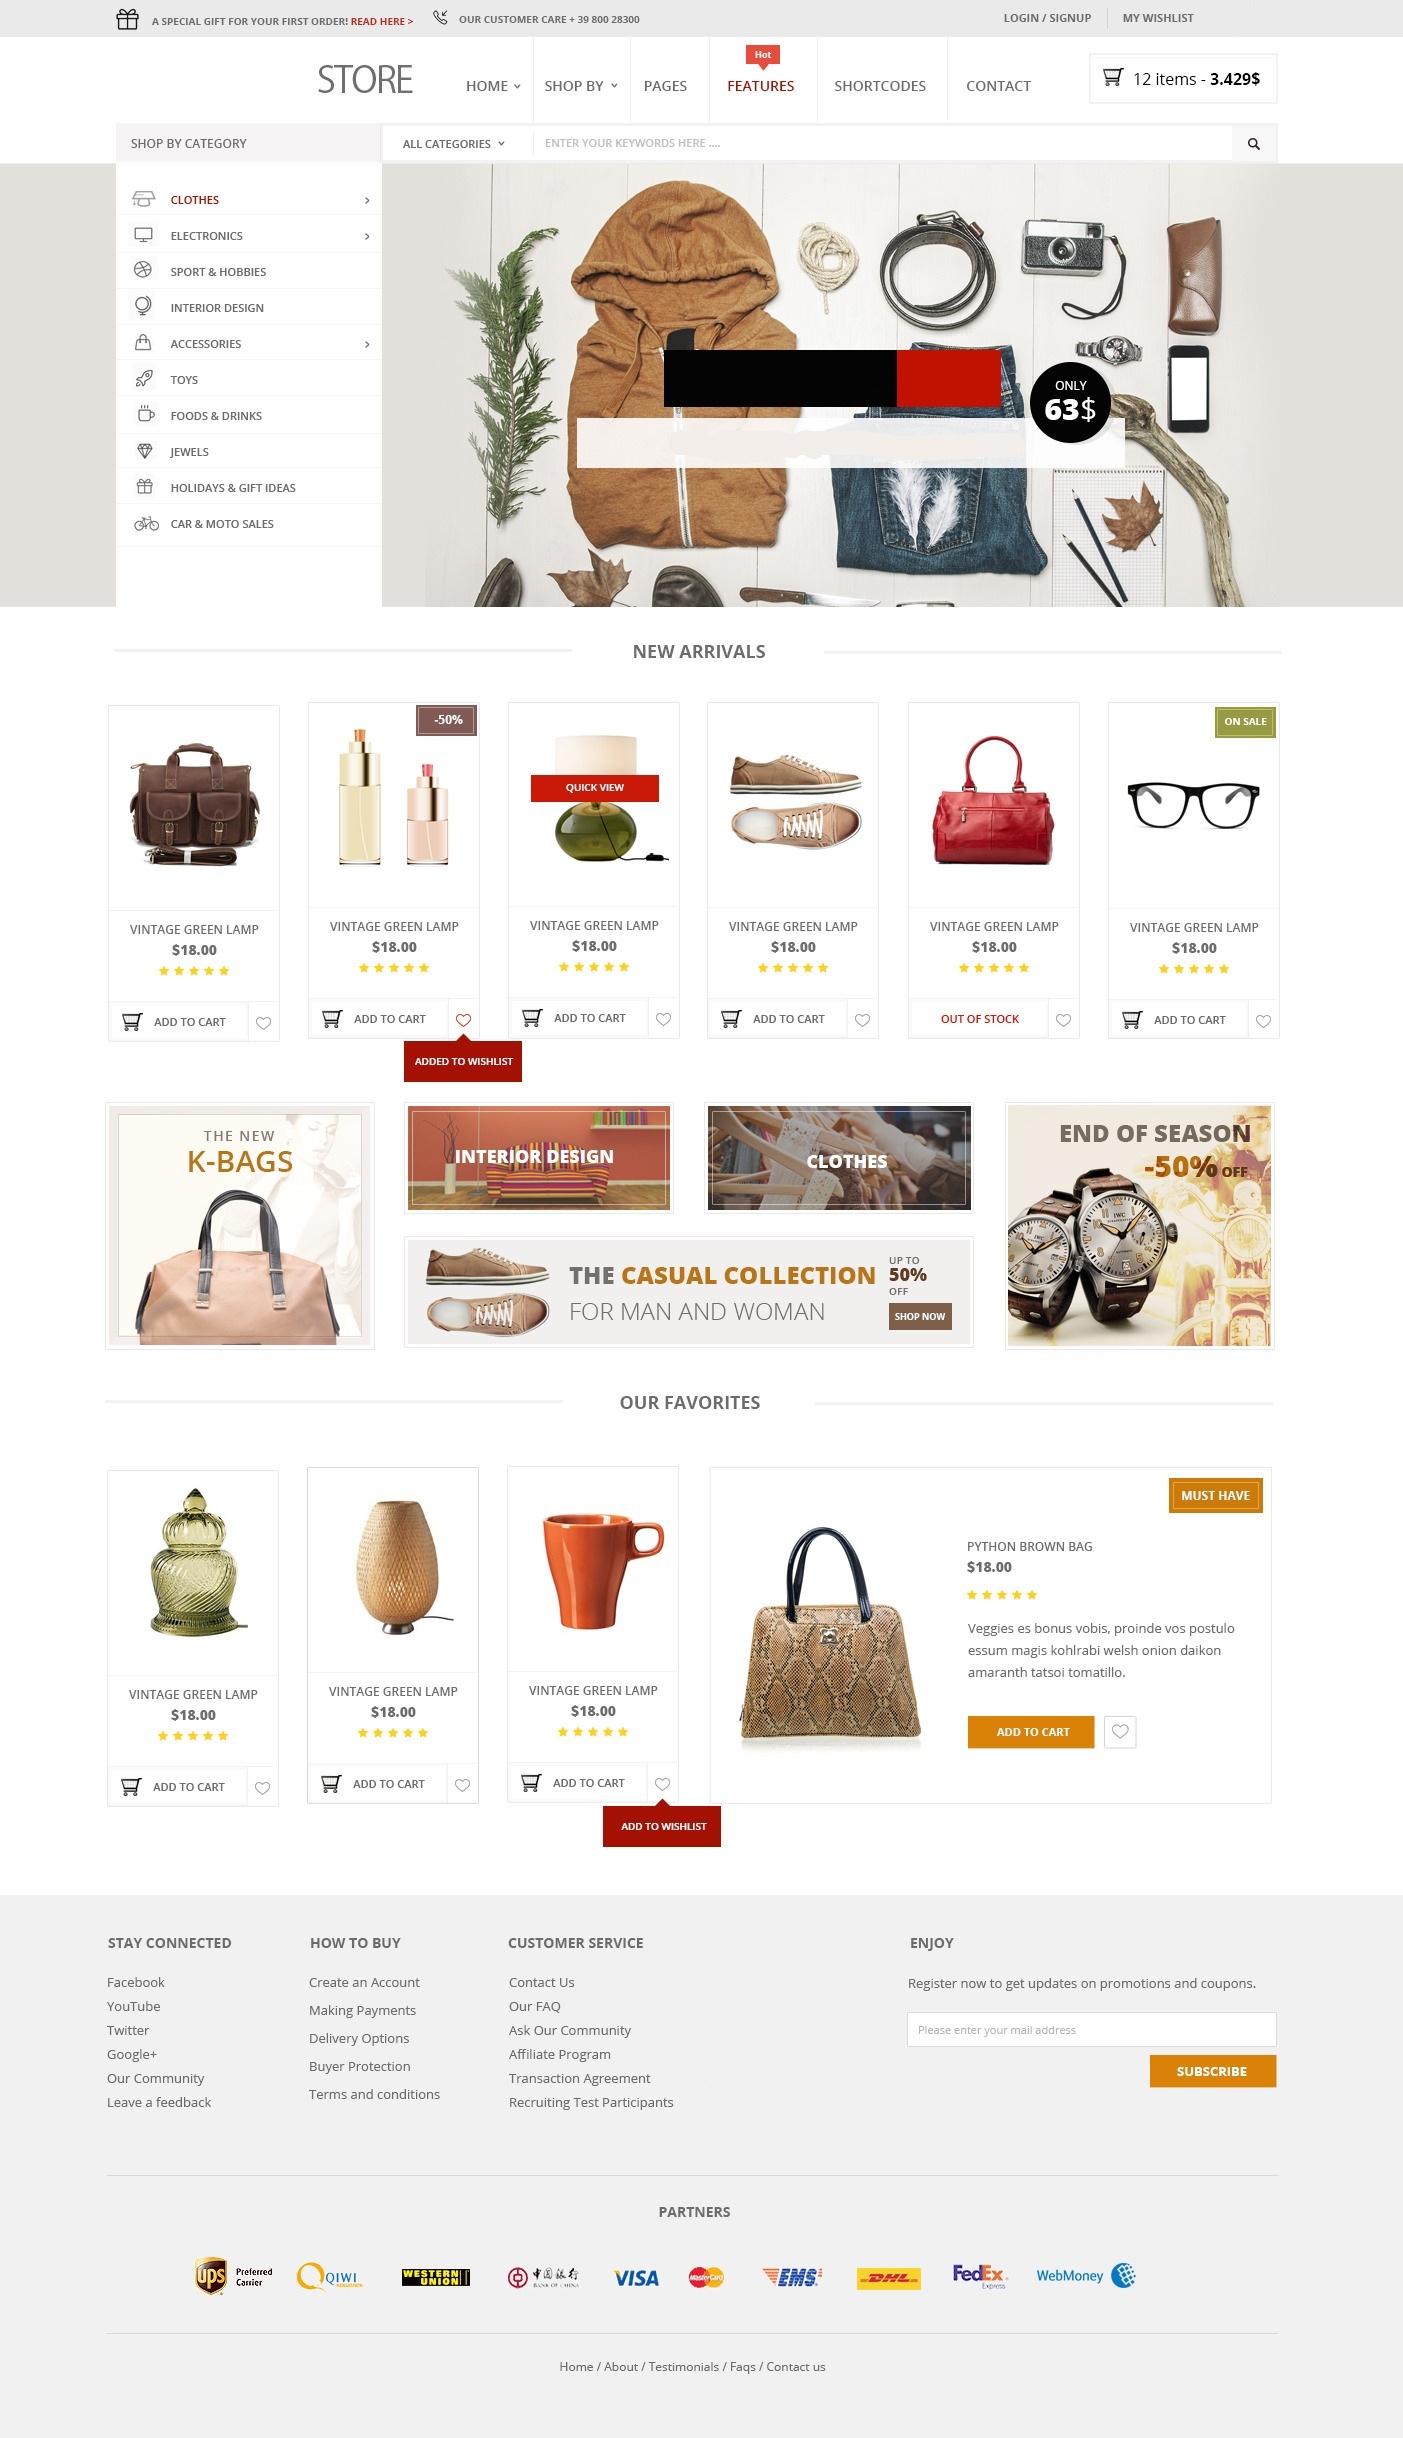 A SPECIAL GIFT FOR YOUR FIRST ORDER! READ HERE >
OUR CUSTOMER CARE + 39 800 28300
LOGIN / SIGNUP
MY WISHLIST
STORE
HOME
SHOP BY
PAGES
Hot
FEATURES
SHORTCODES
CONTACT
12 items - 3.429$
SHOP BY CATEGORY
ALL CATEGORIES
ENTER YOUR KEYWORDS HERE ....
CLOTHES
ELECTRONICS
SPORT & HOBBIES
INTERIOR DESIGN
ACCESSORIES
TOYS
FOODS & DRINKS
JEWELS
HOLIDAYS & GIFT IDEAS
CAR & MOTO SALES
ONLY
63$
NEW ARRIVALS
VINTAGE GREEN LAMP
$18.00
ADD TO CART
-50%
VINTAGE GREEN LAMP
$18.00
ADD TO CART
ADDED TO WISHLIST
QUICK VIEW
VINTAGE GREEN LAMP
$18.00
ADD TO CART
VINTAGE GREEN LAMP
$18.00
ADD TO CART
VINTAGE GREEN LAMP
$18.00
OUT OF STOCK
ON SALE
VINTAGE GREEN LAMP
$18.00
ADD TO CART
THE NEW
K-BAGS
INTERIOR DESIGN
CLOTHES
THE CASUAL COLLECTION
FOR MAN AND WOMAN
UP TO
50%
OFF
SHOP NOW
END OF SEASON
-50% OFF
IWC
IWC
OUR FAVORITES
VINTAGE GREEN LAMP
$18.00
ADD TO CART
VINTAGE GREEN LAMP
$18.00
ADD TO CART
VINTAGE GREEN LAMP
$18.00
ADD TO CART
ADD TO WISHLIST
MUST HAVE
PYTHON BROWN BAG
$18.00
Veggies es bonus vobis, proinde vos postulo
essum magis kohlrabi welsh onion daikon
amaranth tatsoi tomatillo.
ADD TO CART
STAY CONNECTED
Facebook
YouTube
Twitter
Google+
Our Community
Leave a feedback
HOW TO BUY
Create an Account
Making Payments
Delivery Options
Buyer Protection
Terms and conditions
CUSTOMER SERVICE
Contact Us
Our FAQ
Ask Our Community
Affiliate Program
Transaction Agreement
Recruiting Test Participants
ENJOY
Register now to get updates on promotions and coupons.
Please enter your mail address
SUBSCRIBE
PARTNERS
ups
Preferred
Carrier
QIWI
WESTERN
UNION
中国银行
BANK OF CHINA
VISA
MasterCard
EMS
DHL
FedEx
Express
WebMoney
Home / About / Testimonials / Faqs / Contact us